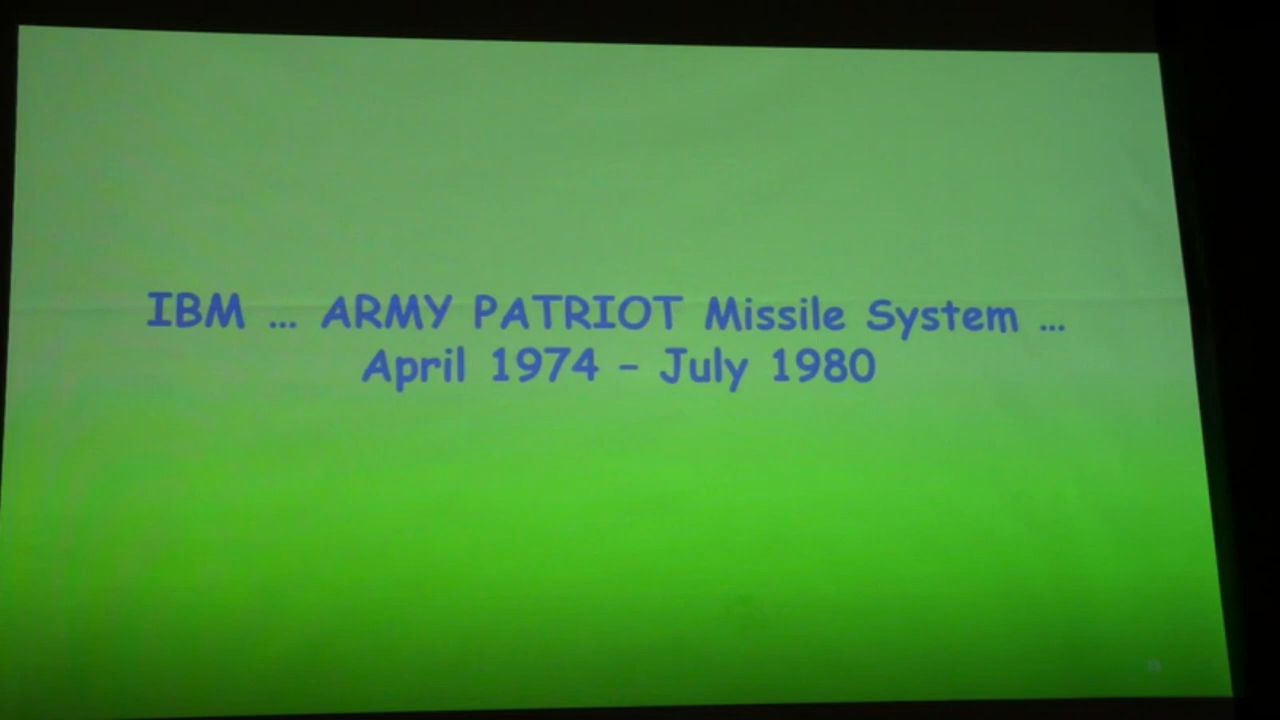 IBM … ARMY PATRIOT Missile System …
April 1974 – July 1980